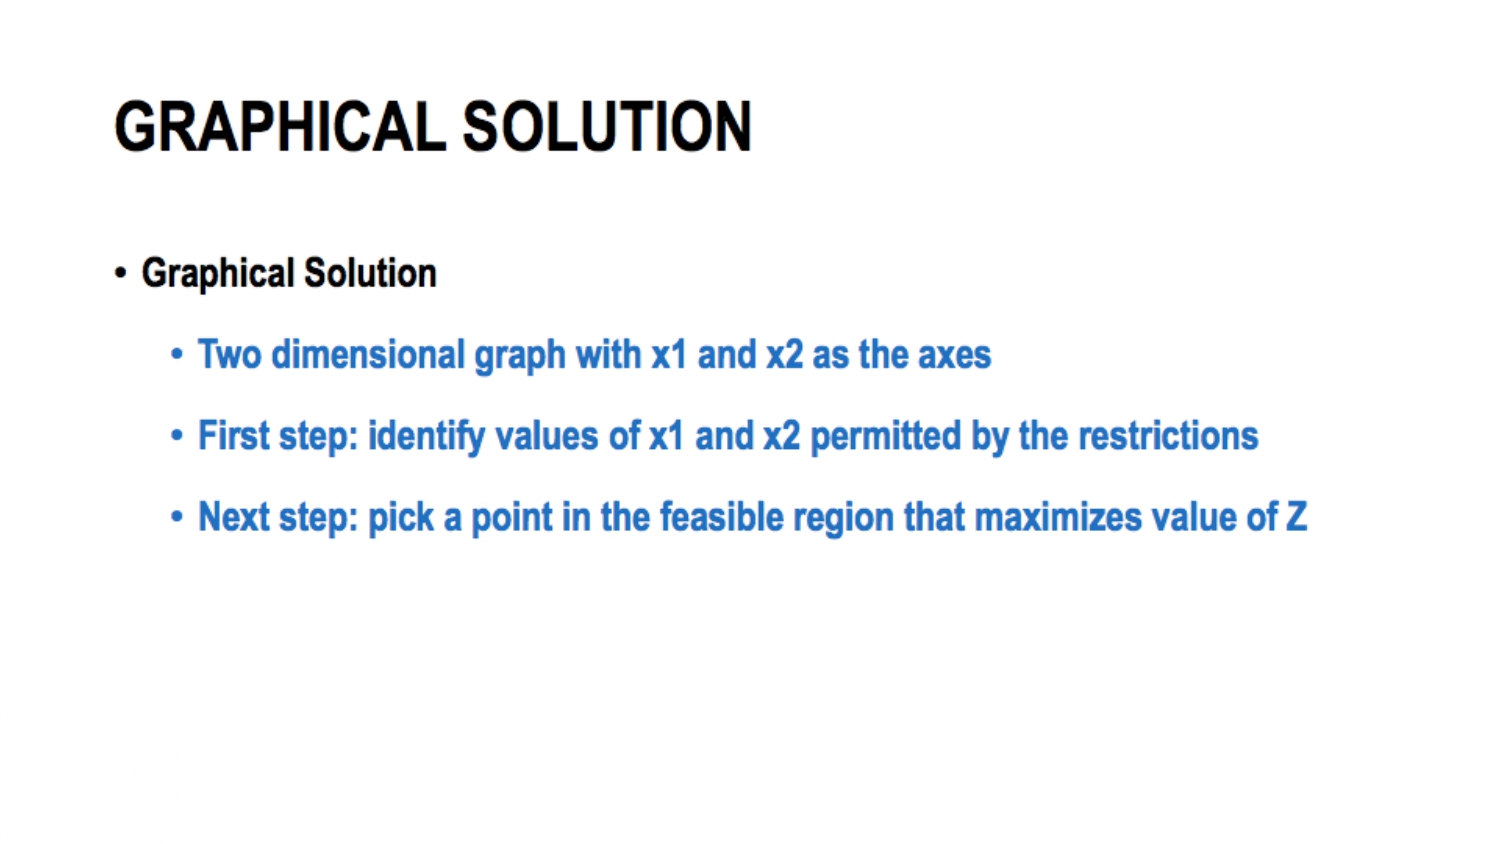 GRAPHICAL SOLUTION
• Graphical Solution
• Two dimensional graph with x1 and x2 as the axes
• First step: identify values of x1 and x2 permitted by the restrictions
• Next step: pick a point in the feasible region that maximizes value of Z